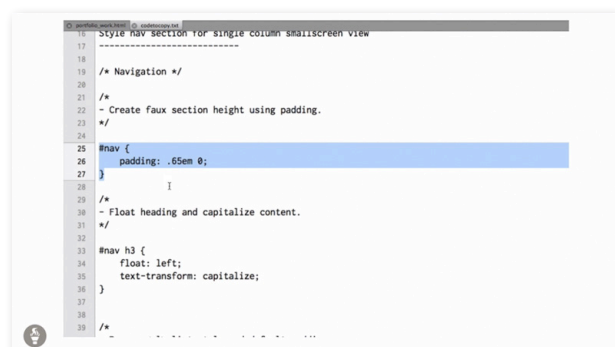 portfolio_work.html codetocopy.txt
16 Style nav section for single column smallscreen view
17 ---------------------------
18
19 /* Navigation */
20
21 /*
22 - Create faux section height using padding.
23 */
24
25 #nav {
26 padding: .65em 0;
27 }
28
29 /*
30 - Float heading and capitalize content.
31 */
32
33 #nav h3 {
34 float: left;
35 text-transform: capitalize;
36 }
37
38
39 /*